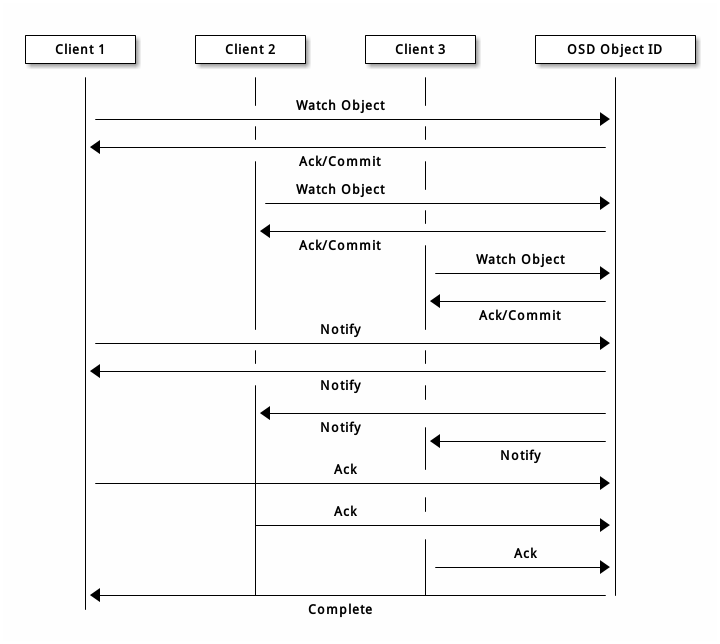 Client 1 Client 2 Client 3 OSD Object ID
Watch Object
Ack/Commit
Watch Object
Ack/Commit
Watch Object
Ack/Commit
Notify
Notify
Notify
Notify
Ack
Ack
Ack
Complete